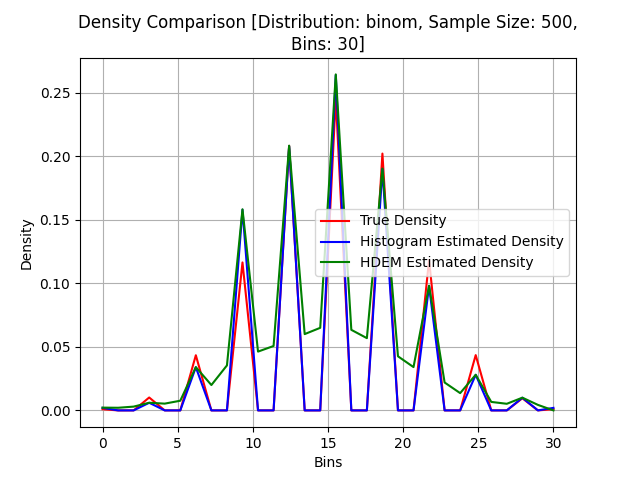 Density Comparison [Distribution: binom, Sample Size: 500,
Bins: 30]
Density
0.25
0.20
0.15
0.10
0.05
0.00
True Density
Histogram Estimated Density
HDEM Estimated Density
0 5 10 15 20 25 30
Bins